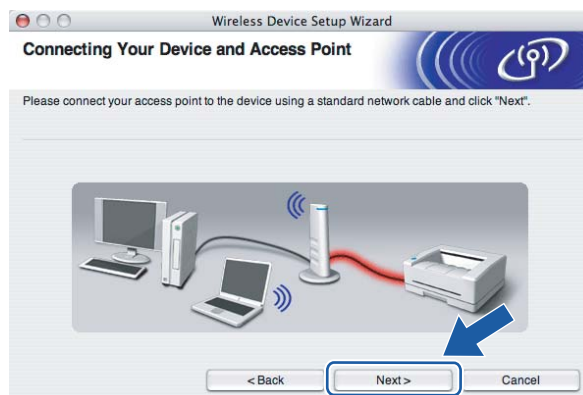 Wireless Device Setup Wizard
Connecting Your Device and Access Point
Please connect your access point to the device using a standard network cable and click "Next".
< Back Next > Cancel